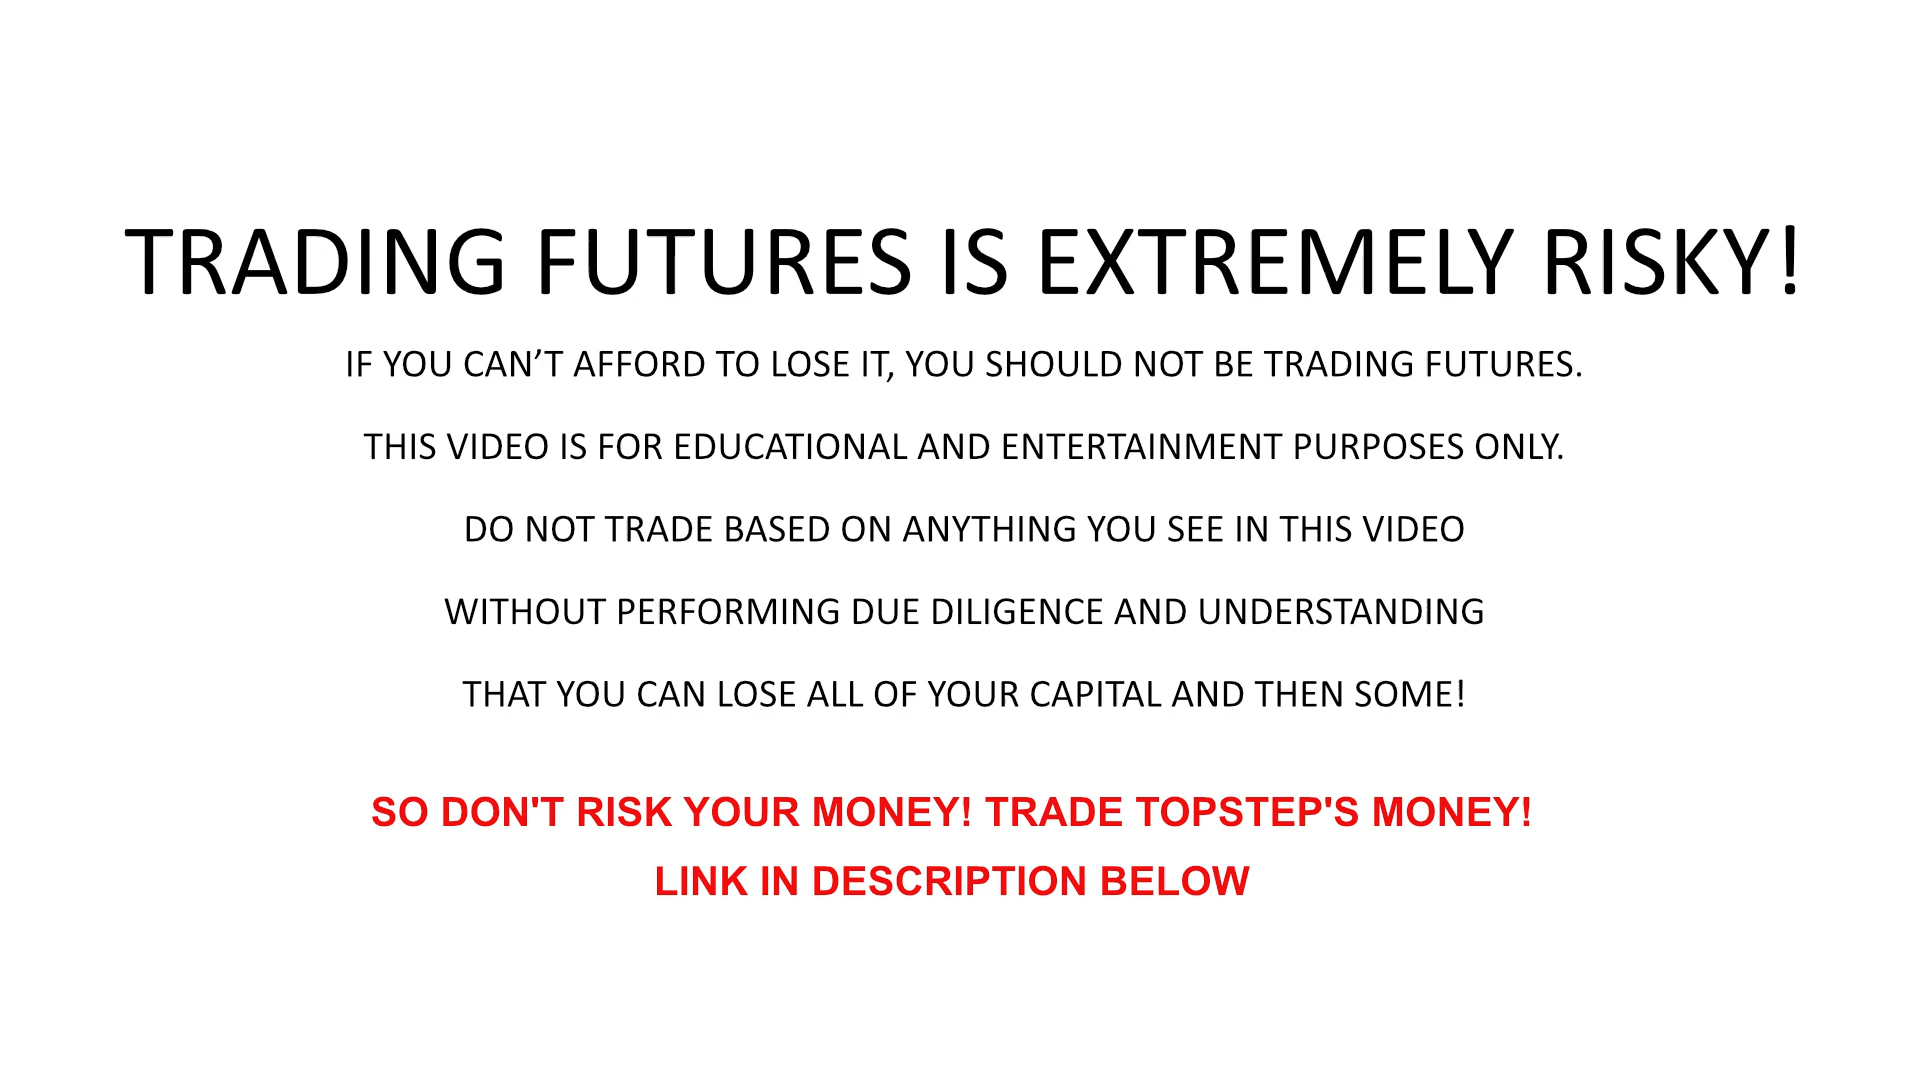 TRADING FUTURES IS EXTREMELY RISKY!
IF YOU CAN’T AFFORD TO LOSE IT, YOU SHOULD NOT BE TRADING FUTURES.
THIS VIDEO IS FOR EDUCATIONAL AND ENTERTAINMENT PURPOSES ONLY.
DO NOT TRADE BASED ON ANYTHING YOU SEE IN THIS VIDEO
WITHOUT PERFORMING DUE DILIGENCE AND UNDERSTANDING
THAT YOU CAN LOSE ALL OF YOUR CAPITAL AND THEN SOME!
SO DON'T RISK YOUR MONEY! TRADE TOPSTEP'S MONEY!
LINK IN DESCRIPTION BELOW